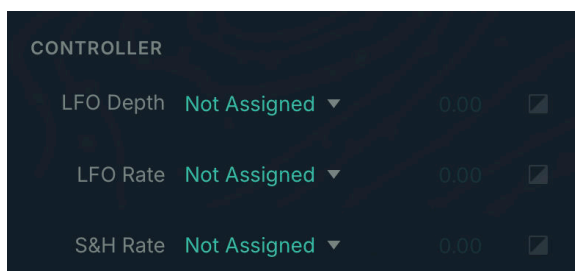 CONTROLLER
LFO Depth Not Assigned 0.00
LFO Rate Not Assigned 0.00
S&H Rate Not Assigned 0.00